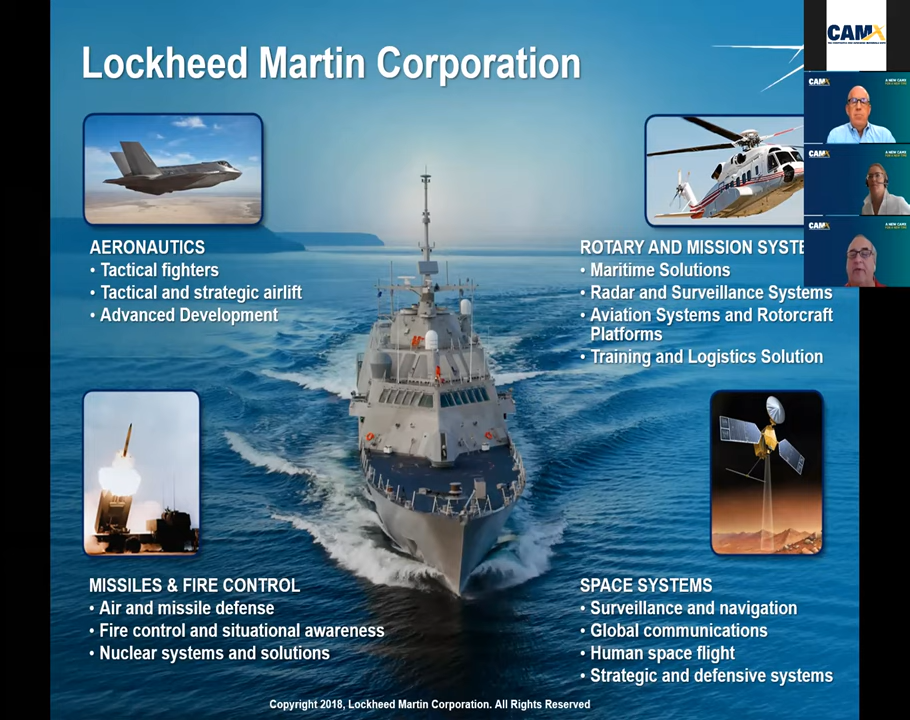 Lockheed Martin Corporation
CAMX
CAMX
CAMX
CAMX
AERONAUTICS
• Tactical fighters
• Tactical and strategic airlift
• Advanced Development
ROTARY AND MISSION SYSTE
• Maritime Solutions
• Radar and Surveillance Systems
• Aviation Systems and Rotorcraft
Platforms
• Training and Logistics Solution
MISSILES & FIRE CONTROL
• Air and missile defense
• Fire control and situational awareness
• Nuclear systems and solutions
SPACE SYSTEMS
• Surveillance and navigation
• Global communications
• Human space flight
• Strategic and defensive systems
Copyright 2018, Lockheed Martin Corporation. All Rights Reserved